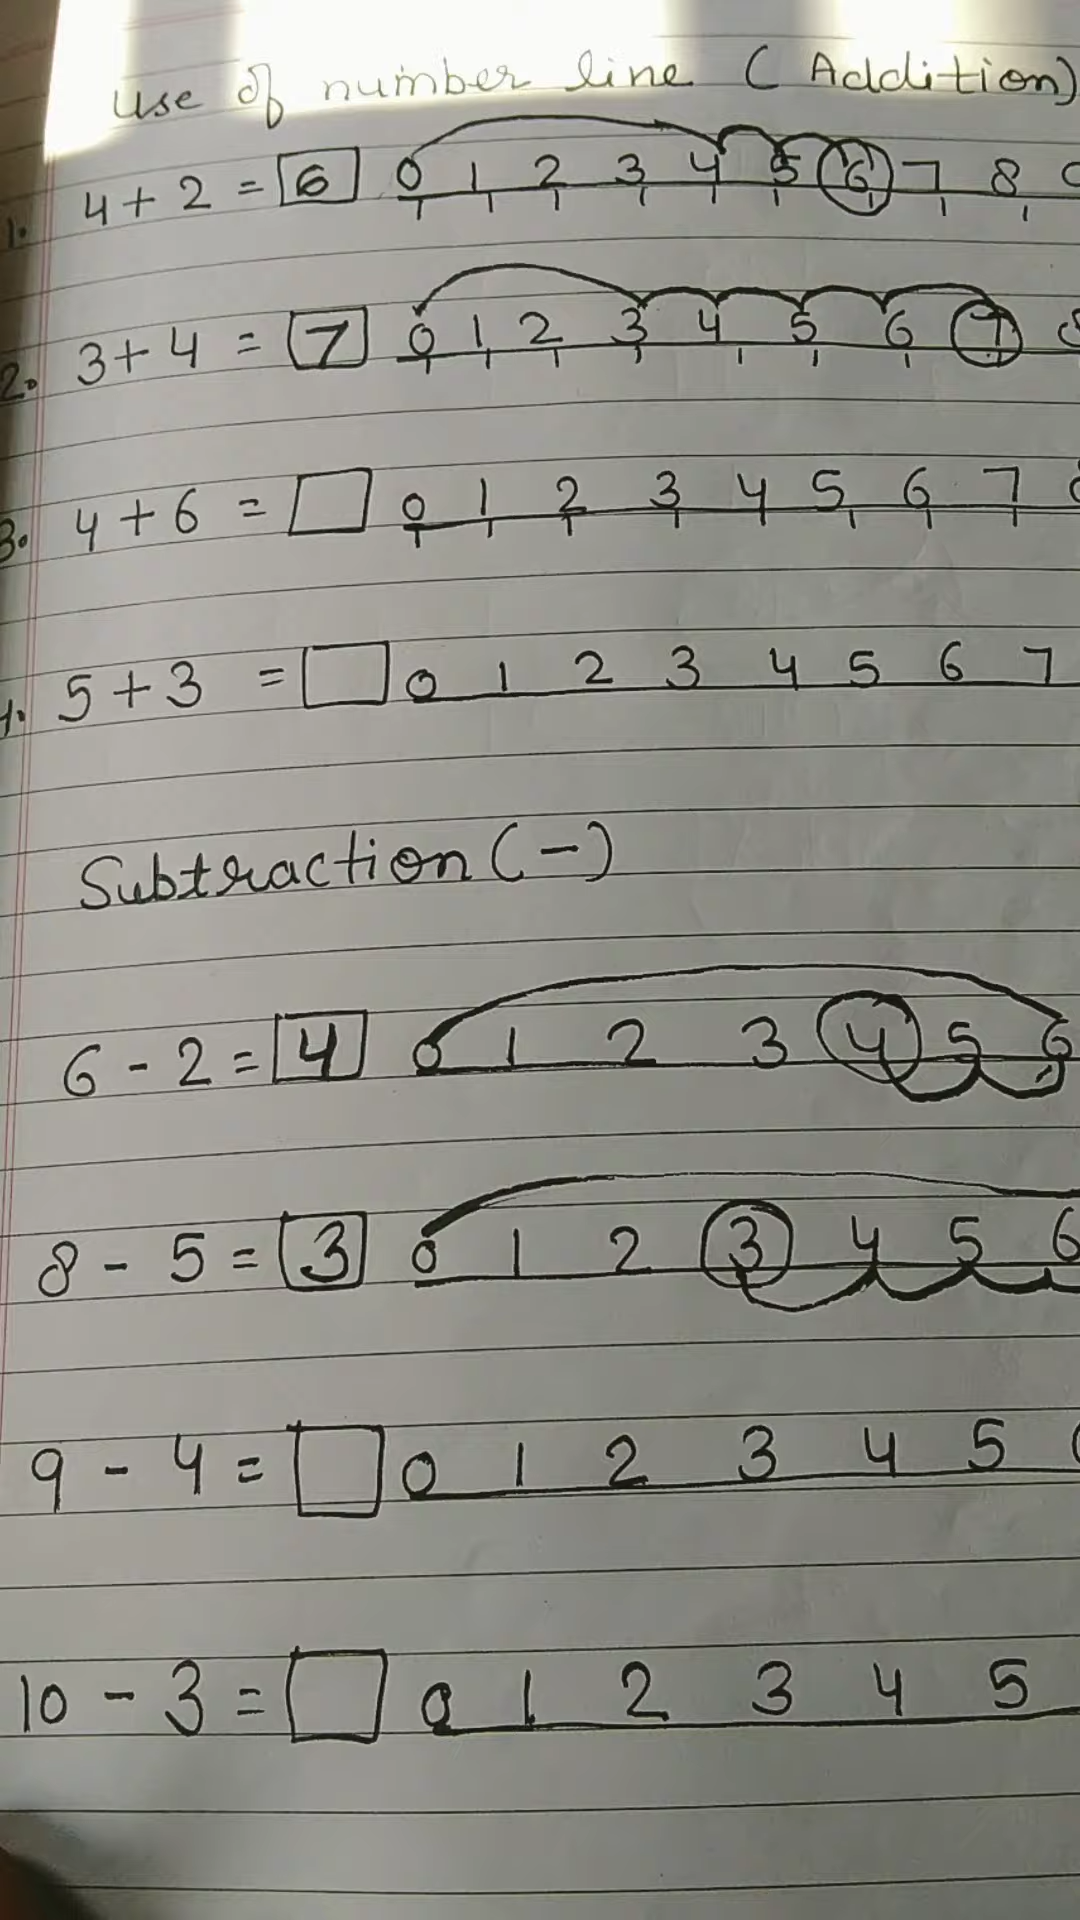 Use of number line (Addition)
1. 4 + 2 = 6 0 1 2 3 4 5 6 7 8
2. 3 + 4 = 7 0 1 2 3 4 5 6 7 8
3. 4 + 6 = 0 1 2 3 4 5 6 7
4. 5 + 3 = 0 1 2 3 4 5 6 7
Subtraction (-)
6 - 2 = 4 0 1 2 3 4 5 6
8 - 5 = 3 0 1 2 3 4 5 6
9 - 4 = 0 1 2 3 4 5
10 - 3 = 0 1 2 3 4 5